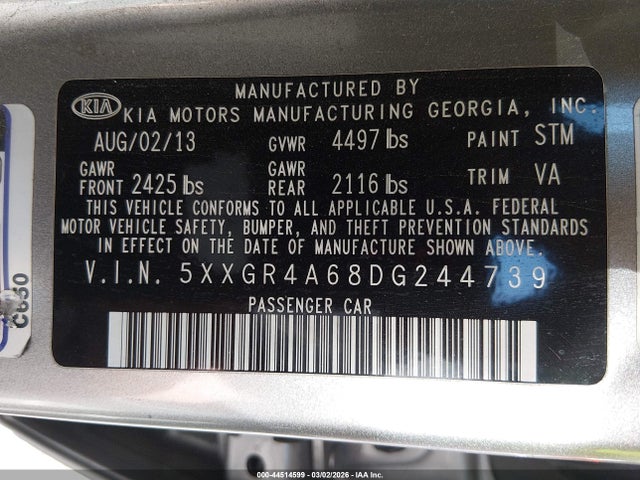 MANUFACTURED BY
KIA
KIA MOTORS MANUFACTURING GEORGIA, INC.
AUG/02/13 GVWR 4497 lbs PAINT STM
GAWR FRONT 2425 lbs GAWR REAR 2116 lbs TRIM VA
THIS VEHICLE CONFORMS TO ALL APPLICABLE U.S.A. FEDERAL
MOTOR VEHICLE SAFETY, BUMPER, AND THEFT PREVENTION STANDARDS
IN EFFECT ON THE DATE OF MANUFACTURE SHOWN ABOVE.
V.I.N. 5XXGR4A68DG244739
PASSENGER CAR
000-44514599 - 03/02/2026 - IAA Inc.